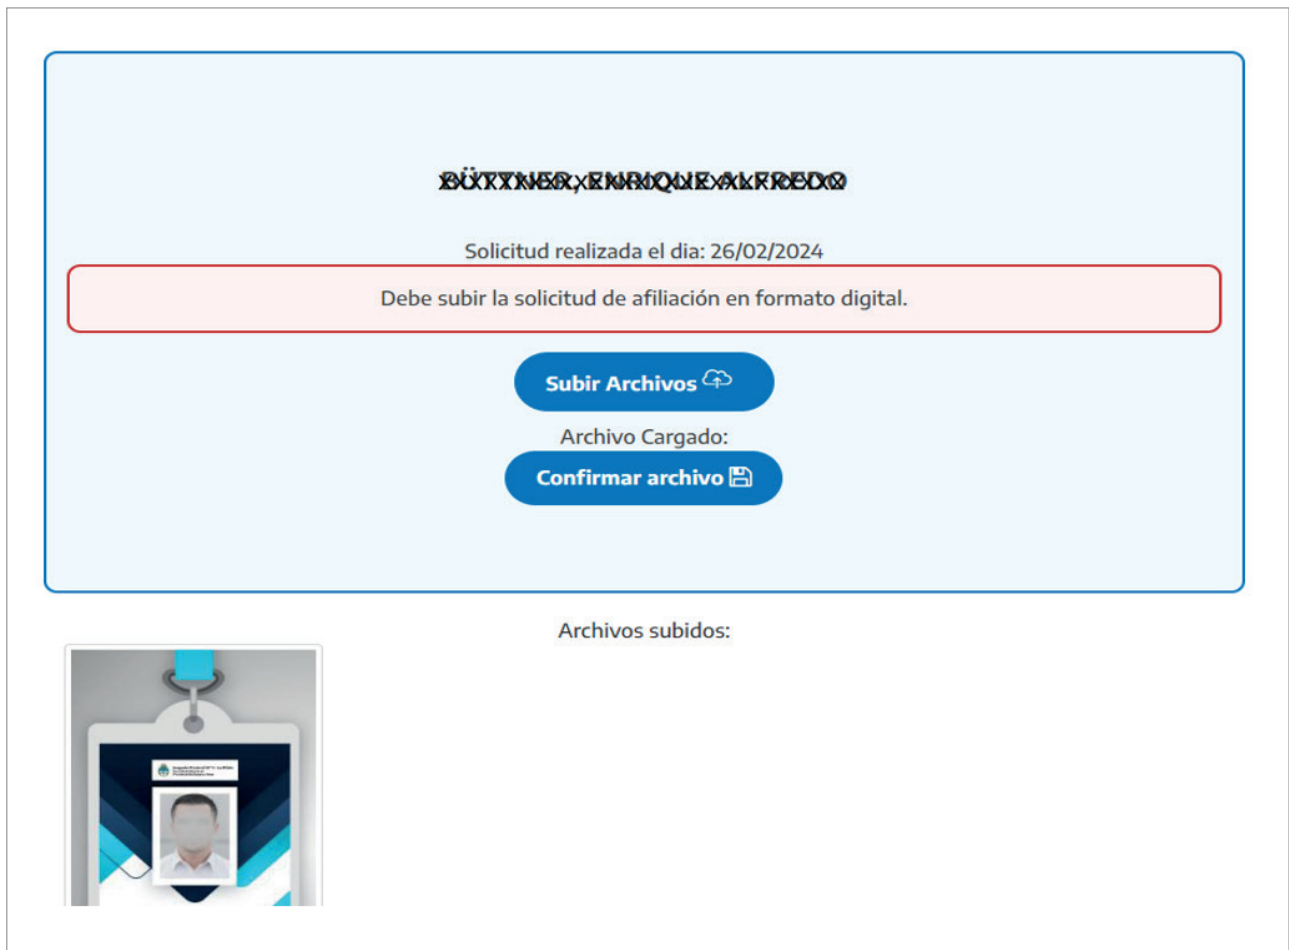 Solicitud realizada el dia: 26/02/2024
Debe subir la solicitud de afiliación en formato digital.
Subir Archivos
Archivo Cargado:
Confirmar archivo
Archivos subidos: